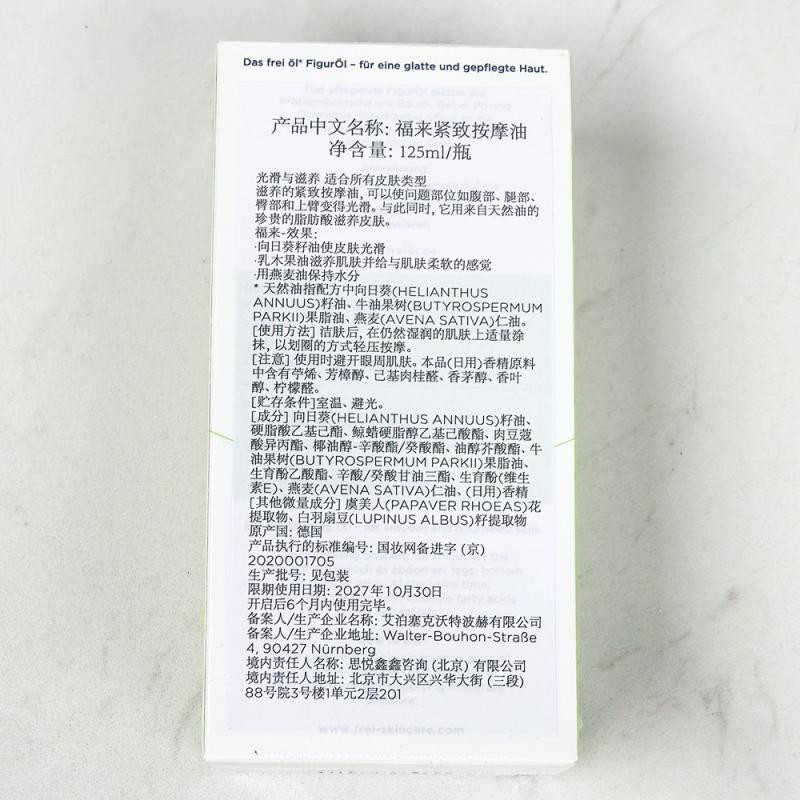 Das frei öl® FigurÖl – für eine glatte und gepflegte Haut.
产品中文名称: 福来紧致按摩油
净含量: 125ml/瓶
光滑与滋养 适合所有皮肤类型
滋养的紧致按摩油, 可以使问题部位如腹部、腿部、
臀部和上臂变得光滑。与此同时, 它用来自天然油的
珍贵的脂肪酸滋养皮肤。
福来-效果:
·向日葵籽油使皮肤光滑
·乳木果油滋养肌肤并给与肌肤柔软的感觉
·用燕麦油保持水分
* 天然油指配方中向日葵(HELIANTHUS
ANNUUS)籽油、牛油果树(BUTYROSPERMUM
PARKII)果脂油、燕麦(AVENA SATIVA)仁油。
[使用方法] 洁肤后, 在仍然湿润的肌肤上适量涂
抹, 以划圈的方式轻压按摩。
[注意] 使用时避开眼周肌肤。本品(日用)香精原料
中含有苧烯、芳樟醇、己基肉桂醛、香茅醇、香叶
醇、柠檬醛。
[贮存条件]室温、避光。
[成分] 向日葵(HELIANTHUS ANNUUS)籽油、
硬脂酸乙基己酯、鲸蜡硬脂醇乙基己酸酯、肉豆蔻
酸异丙酯、椰油醇-辛酸酯/癸酸酯、油醇芥酸酯、牛
油果树(BUTYROSPERMUM PARKII)果脂油、
生育酚乙酸酯、辛酸/癸酸甘油三酯、生育酚(维生
素E)、燕麦(AVENA SATIVA)仁油、(日用)香精
[其他微量成分] 虞美人(PAPAVER RHOEAS)花
提取物、白羽扇豆(LUPINUS ALBUS)籽提取物
原产国: 德国
产品执行的标准编号: 国妆网备进字 (京)
2020001705
生产批号: 见包装
限期使用日期: 2027年10月30日
开启后6个月内使用完毕。
备案人/生产企业名称: 艾泊塞克沃特波赫有限公司
备案人/生产企业地址: Walter-Bouhon-Straße
4, 90427 Nürnberg
境内责任人名称: 思悦鑫鑫咨询 (北京) 有限公司
境内责任人地址: 北京市大兴区兴华大街 (三段)
88号院3号楼1单元2层201
www.frei-skincare.com